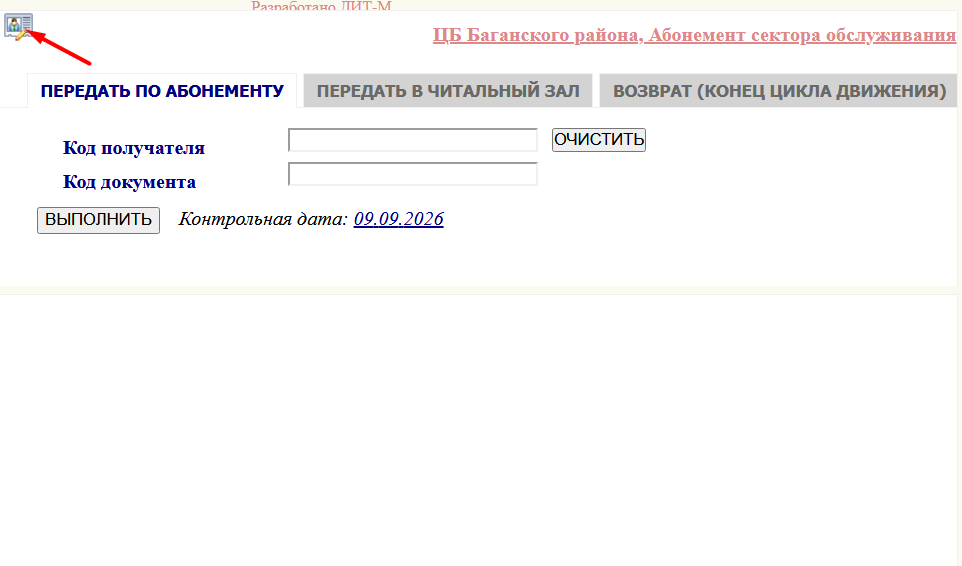 Разработано ЛИТ-М
ЦБ Баганского района, Абонемент сектора обслуживания
ПЕРЕДАТЬ ПО АБОНЕМЕНТУ ПЕРЕДАТЬ В ЧИТАЛЬНЫЙ ЗАЛ ВОЗВРАТ (КОНЕЦ ЦИКЛА ДВИЖЕНИЯ)
Код получателя ОЧИСТИТЬ
Код документа
ВЫПОЛНИТЬ Контрольная дата: 09.09.2026